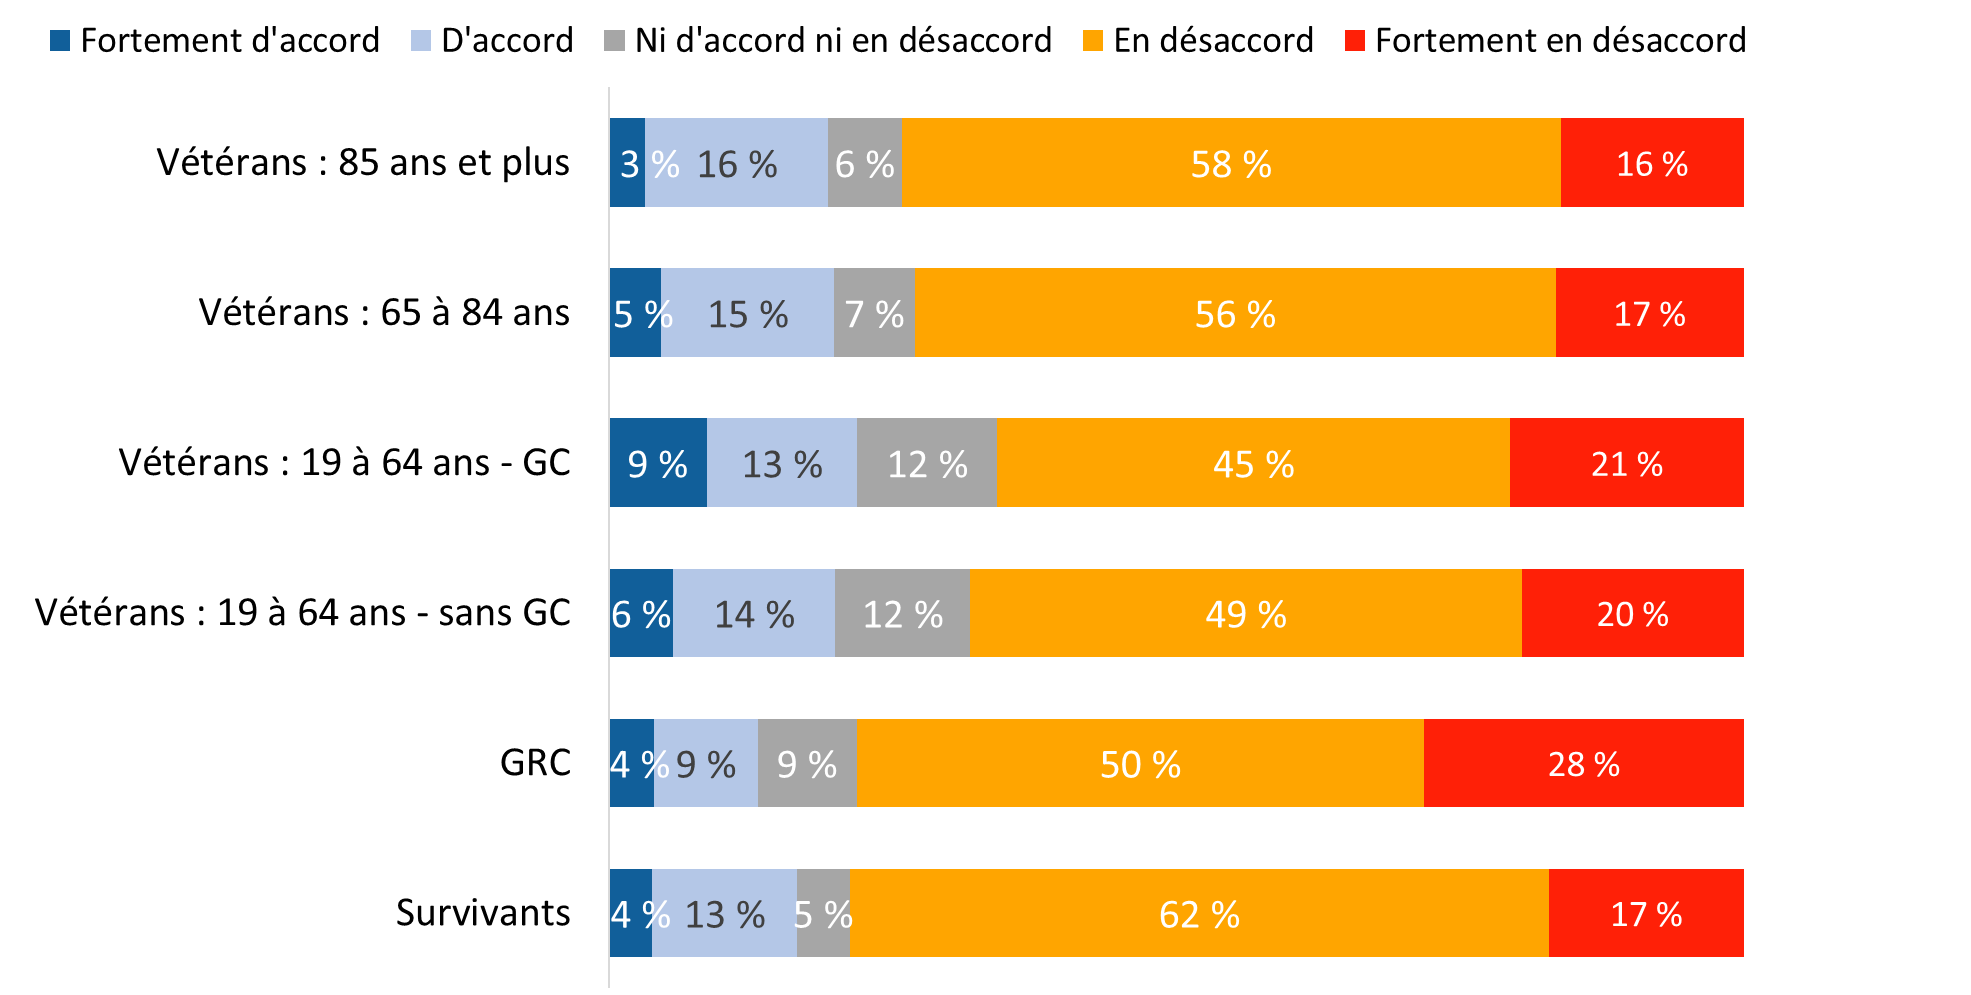 Fortement d'accord D'accord Ni d'accord ni en désaccord En désaccord Fortement en désaccord
Vétérans : 85 ans et plus 3 % 16 % 6 % 58 % 16 %
Vétérans : 65 à 84 ans 5 % 15 % 7 % 56 % 17 %
Vétérans : 19 à 64 ans - GC 9 % 13 % 12 % 45 % 21 %
Vétérans : 19 à 64 ans - sans GC 6 % 14 % 12 % 49 % 20 %
GRC 4 % 9 % 9 % 50 % 28 %
Survivants 4 % 13 % 5 % 62 % 17 %